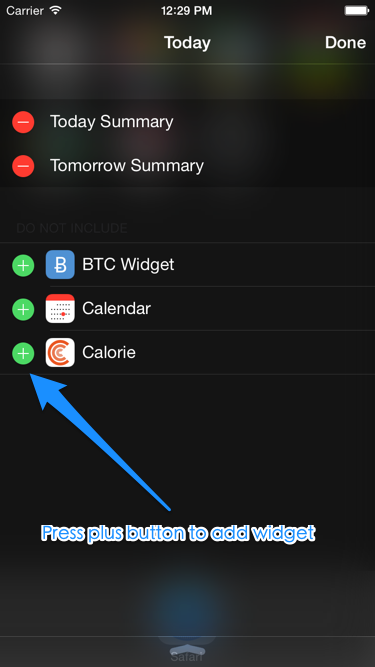 Carrier 12:29 PM
Today Done
Today Summary
Tomorrow Summary
DO NOT INCLUDE
BTC Widget
Calendar
Calorie
Press plus button to add widget
Safari